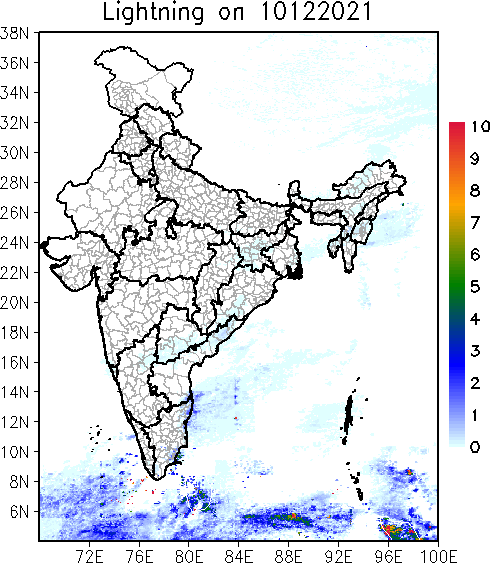 Lightning on 10122021
38N
36N
34N
32N
30N
28N
26N
24N
22N
20N
18N
16N
14N
12N
10N
8N
6N
72E 76E 80E 84E 88E 92E 96E 100E
10
9
8
7
6
5
4
3
2
1
0